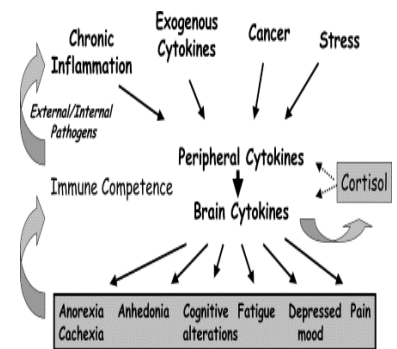 Chronic
Inflammation
Exogenous
Cytokines
Cancer
Stress
External/Internal
Pathogens
Peripheral Cytokines
Immune Competence
Cortisol
Brain Cytokines
Anorexia
Cachexia
Anhedonia
Cognitive
alterations
Fatigue
Depressed
mood
Pain